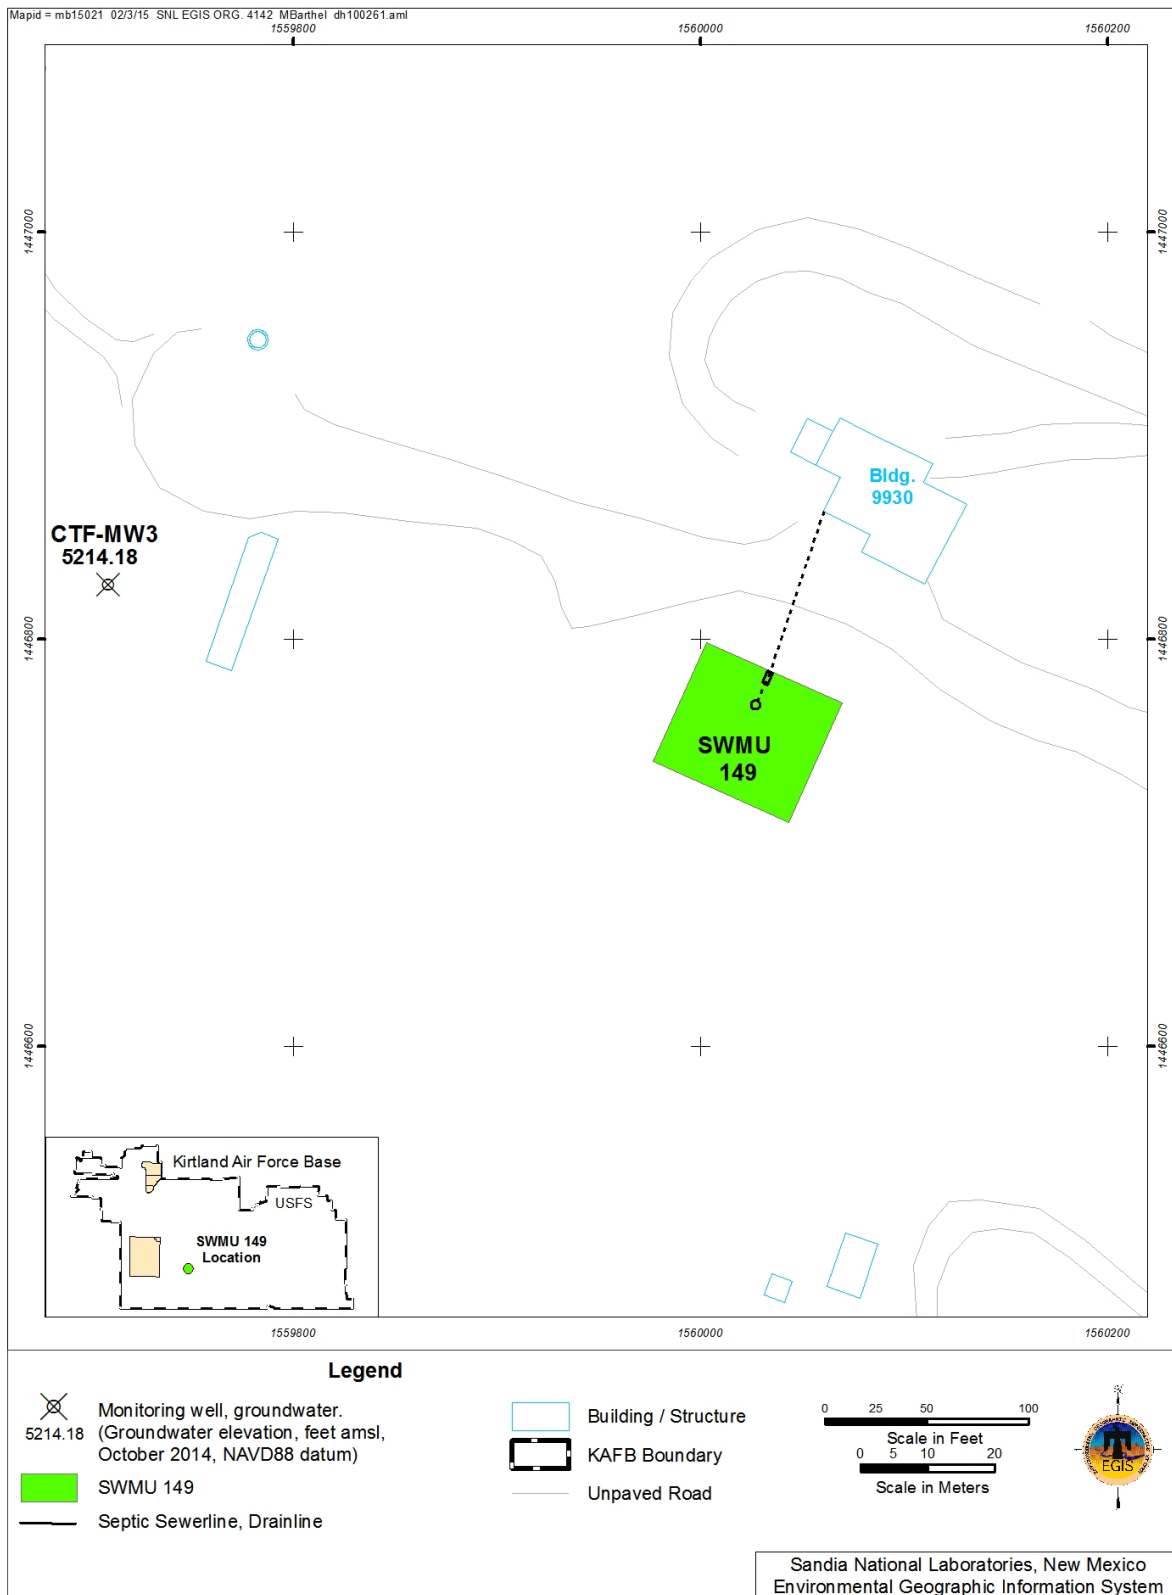 Mapid = mb15021 02/3/15 SNL EGIS ORG. 4142 MBarthel dh100261.aml
1559800
1560000
1560200
1447000
1447000
Bldg.
9930
CTF-MW3
5214.18
1446800
1446800
SWMU
149
1446600
1446600
Kirtland Air Force Base
USFS
SWMU 149
Location
1559800
1560000
1560200
Legend
5214.18
Monitoring well, groundwater.
(Groundwater elevation, feet amsl,
October 2014, NAVD88 datum)
SWMU 149
Septic Sewerline, Drainline
Building / Structure
KAFB Boundary
Unpaved Road
0 25 50 100
Scale in Feet
0 5 10 20
Scale in Meters
EGIS
Sandia National Laboratories, New Mexico
Environmental Geographic Information System